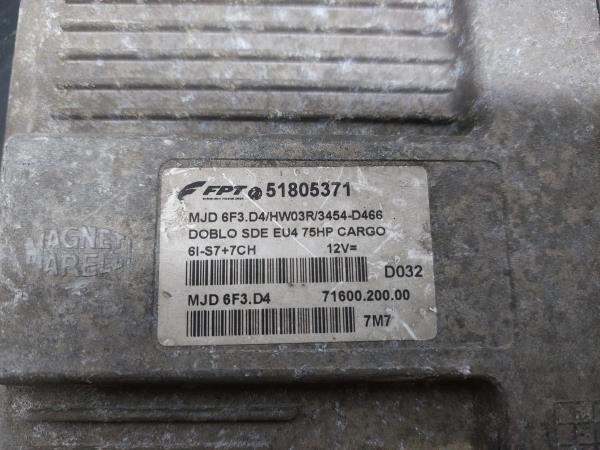 FPT 51805371
MJD 6F3.D4/HW03R/3454-D466
DOBLO SDE EU4 75HP CARGO
6I-S7+7CH 12V=
D032
MJD 6F3.D4 71600.200.00
7M7
MAGNETI
MARELLI